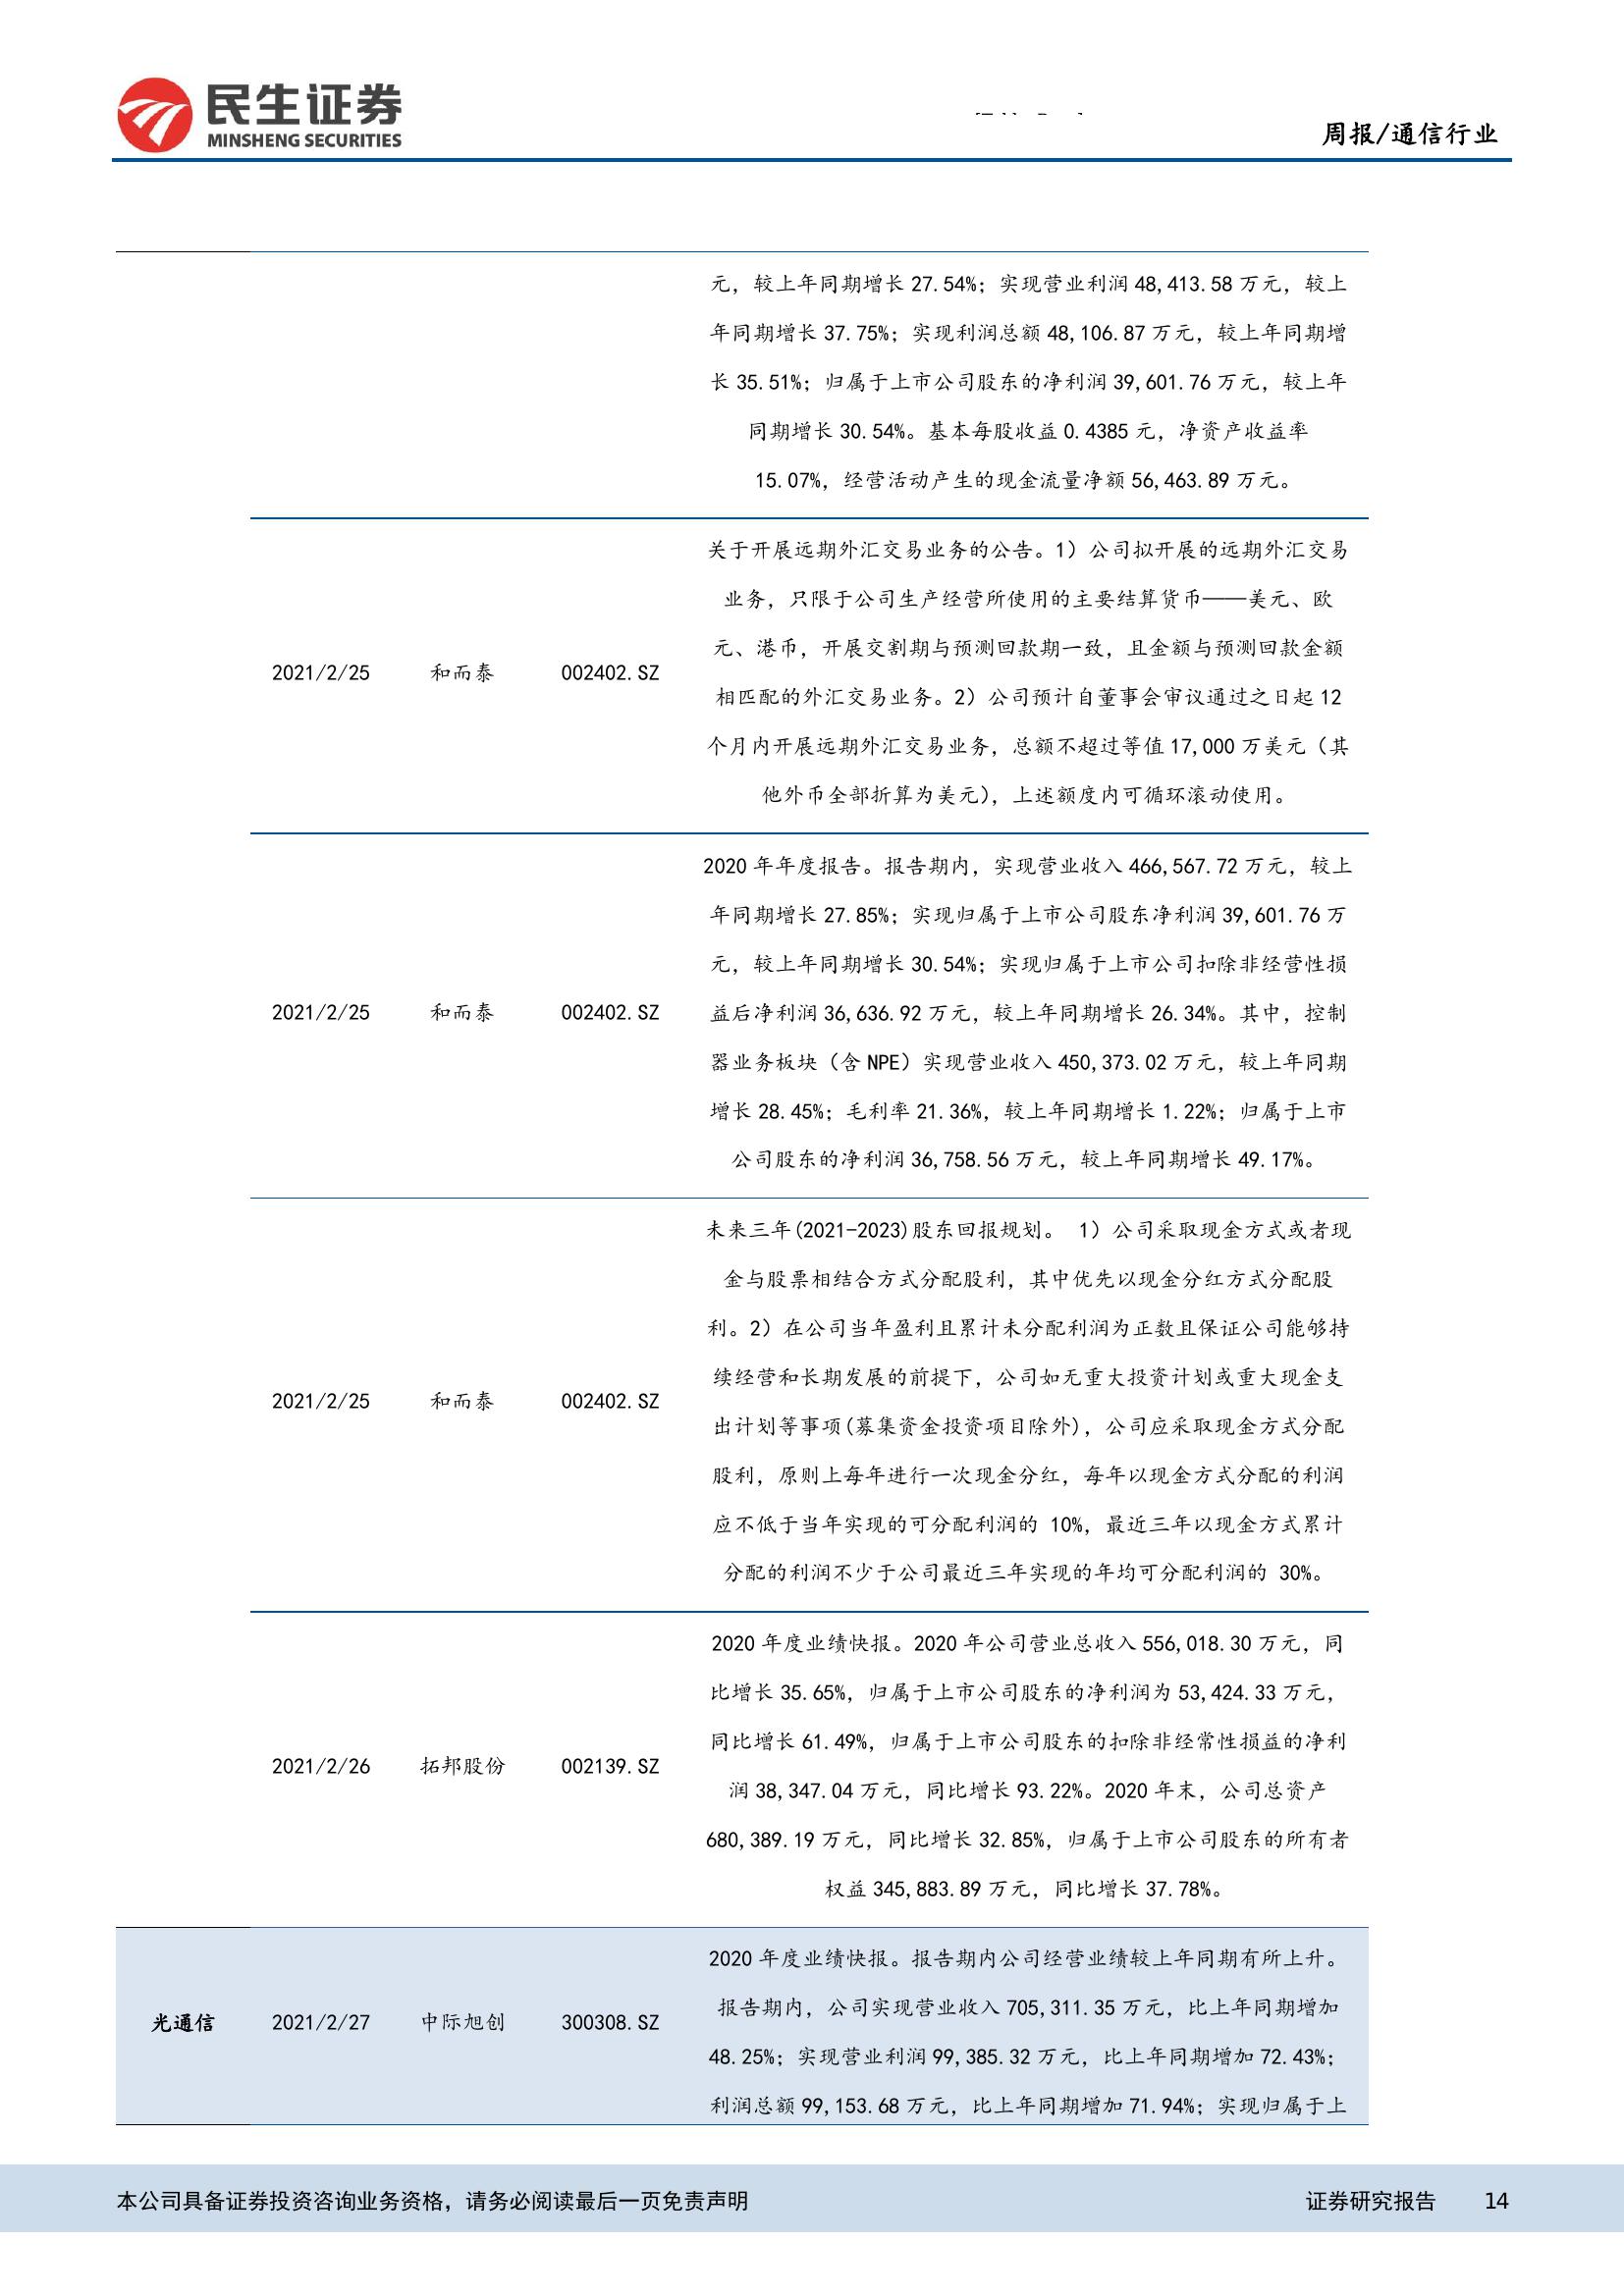 民生证券
MINSHENG SECURITIES
周报/通信行业
元，较上年同期增长 27.54%；实现营业利润 48,413.58 万元，较上
年同期增长 37.75%；实现利润总额 48,106.87 万元，较上年同期增
长 35.51%；归属于上市公司股东的净利润 39,601.76 万元，较上年
同期增长 30.54%。基本每股收益 0.4385 元，净资产收益率
15.07%，经营活动产生的现金流量净额 56,463.89 万元。
关于开展远期外汇交易业务的公告。1）公司拟开展的远期外汇交易
业务，只限于公司生产经营所使用的主要结算货币——美元、欧
元、港币，开展交割期与预测回款期一致，且金额与预测回款金额
2021/2/25 和而泰 002402.SZ
相匹配的外汇交易业务。2）公司预计自董事会审议通过之日起 12
个月内开展远期外汇交易业务，总额不超过等值 17,000 万美元（其
他外币全部折算为美元），上述额度内可循环滚动使用。
2020 年年度报告。报告期内，实现营业收入 466,567.72 万元，较上
年同期增长 27.85%；实现归属于上市公司股东净利润 39,601.76 万
元，较上年同期增长 30.54%；实现归属于上市公司扣除非经营性损
2021/2/25 和而泰 002402.SZ
益后净利润 36,636.92 万元，较上年同期增长 26.34%。其中，控制
器业务板块（含 NPE）实现营业收入 450,373.02 万元，较上年同期
增长 28.45%；毛利率 21.36%，较上年同期增长 1.22%；归属于上市
公司股东的净利润 36,758.56 万元，较上年同期增长 49.17%。
未来三年(2021-2023)股东回报规划。 1）公司采取现金方式或者现
金与股票相结合方式分配股利，其中优先以现金分红方式分配股
利。2）在公司当年盈利且累计未分配利润为正数且保证公司能够持
续经营和长期发展的前提下，公司如无重大投资计划或重大现金支
2021/2/25 和而泰 002402.SZ
出计划等事项(募集资金投资项目除外)，公司应采取现金方式分配
股利，原则上每年进行一次现金分红，每年以现金方式分配的利润
应不低于当年实现的可分配利润的 10%，最近三年以现金方式累计
分配的利润不少于公司最近三年实现的年均可分配利润的 30%。
2020 年度业绩快报。2020 年公司营业总收入 556,018.30 万元，同
比增长 35.65%，归属于上市公司股东的净利润为 53,424.33 万元，
同比增长 61.49%，归属于上市公司股东的扣除非经常性损益的净利
2021/2/26 拓邦股份 002139.SZ
润 38,347.04 万元，同比增长 93.22%。2020 年末，公司总资产
680,389.19 万元，同比增长 32.85%，归属于上市公司股东的所有者
权益 345,883.89 万元，同比增长 37.78%。
2020 年度业绩快报。报告期内公司经营业绩较上年同期有所上升。
报告期内，公司实现营业收入 705,311.35 万元，比上年同期增加
光通信 2021/2/27 中际旭创 300308.SZ
48.25%；实现营业利润 99,385.32 万元，比上年同期增加 72.43%；
利润总额 99,153.68 万元，比上年同期增加 71.94%；实现归属于上
本公司具备证券投资咨询业务资格，请务必阅读最后一页免责声明
证券研究报告 14